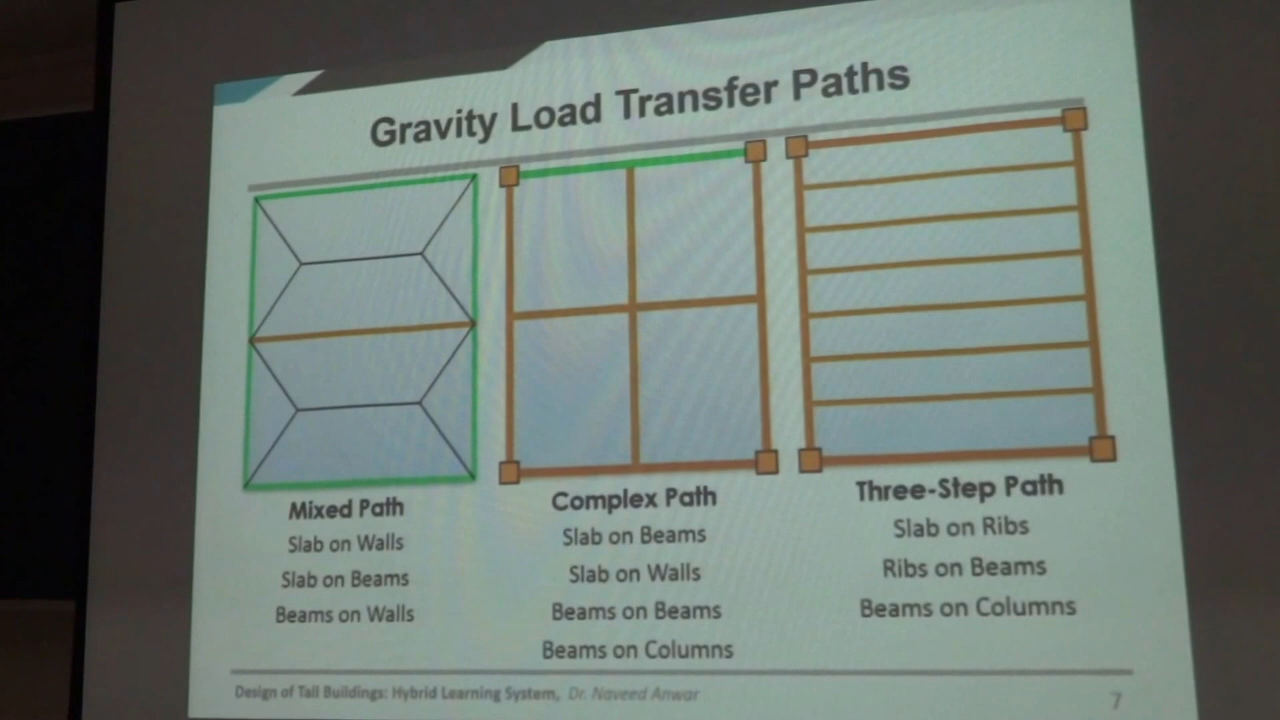 Gravity Load Transfer Paths
Mixed Path
Slab on Walls
Slab on Beams
Beams on Walls
Complex Path
Slab on Beams
Slab on Walls
Beams on Beams
Beams on Columns
Three-Step Path
Slab on Ribs
Ribs on Beams
Beams on Columns
Design of Tall Buildings: Hybrid Learning System, Dr. Naveed Anwar
7